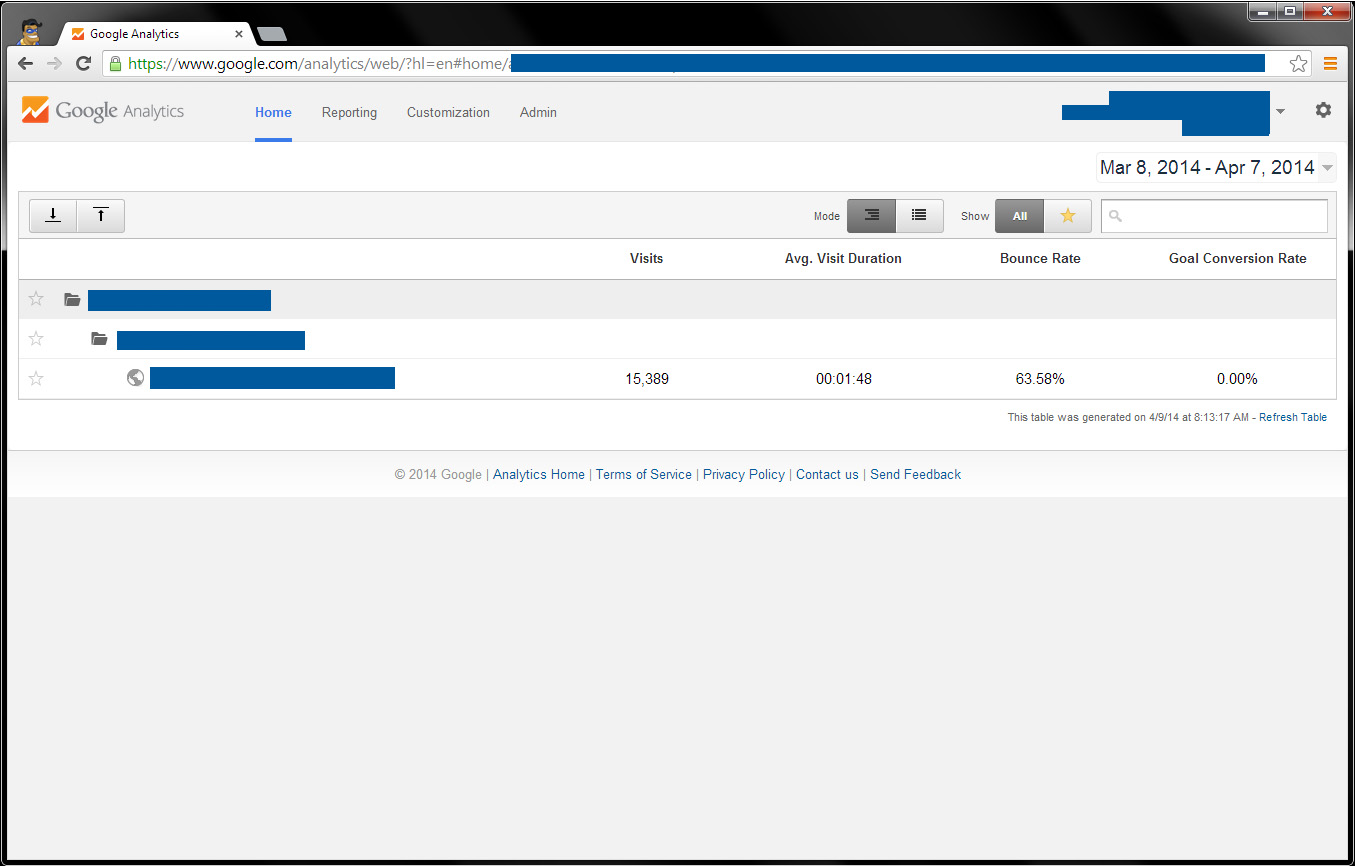 Google Analytics
https://www.google.com/analytics/web/?hl=en#home/
Google Analytics Home Reporting Customization Admin
Mar 8, 2014 - Apr 7, 2014
Mode Show All
Visits Avg. Visit Duration Bounce Rate Goal Conversion Rate
15,389 00:01:48 63.58% 0.00%
This table was generated on 4/9/14 at 8:13:17 AM - Refresh Table
© 2014 Google | Analytics Home | Terms of Service | Privacy Policy | Contact us | Send Feedback